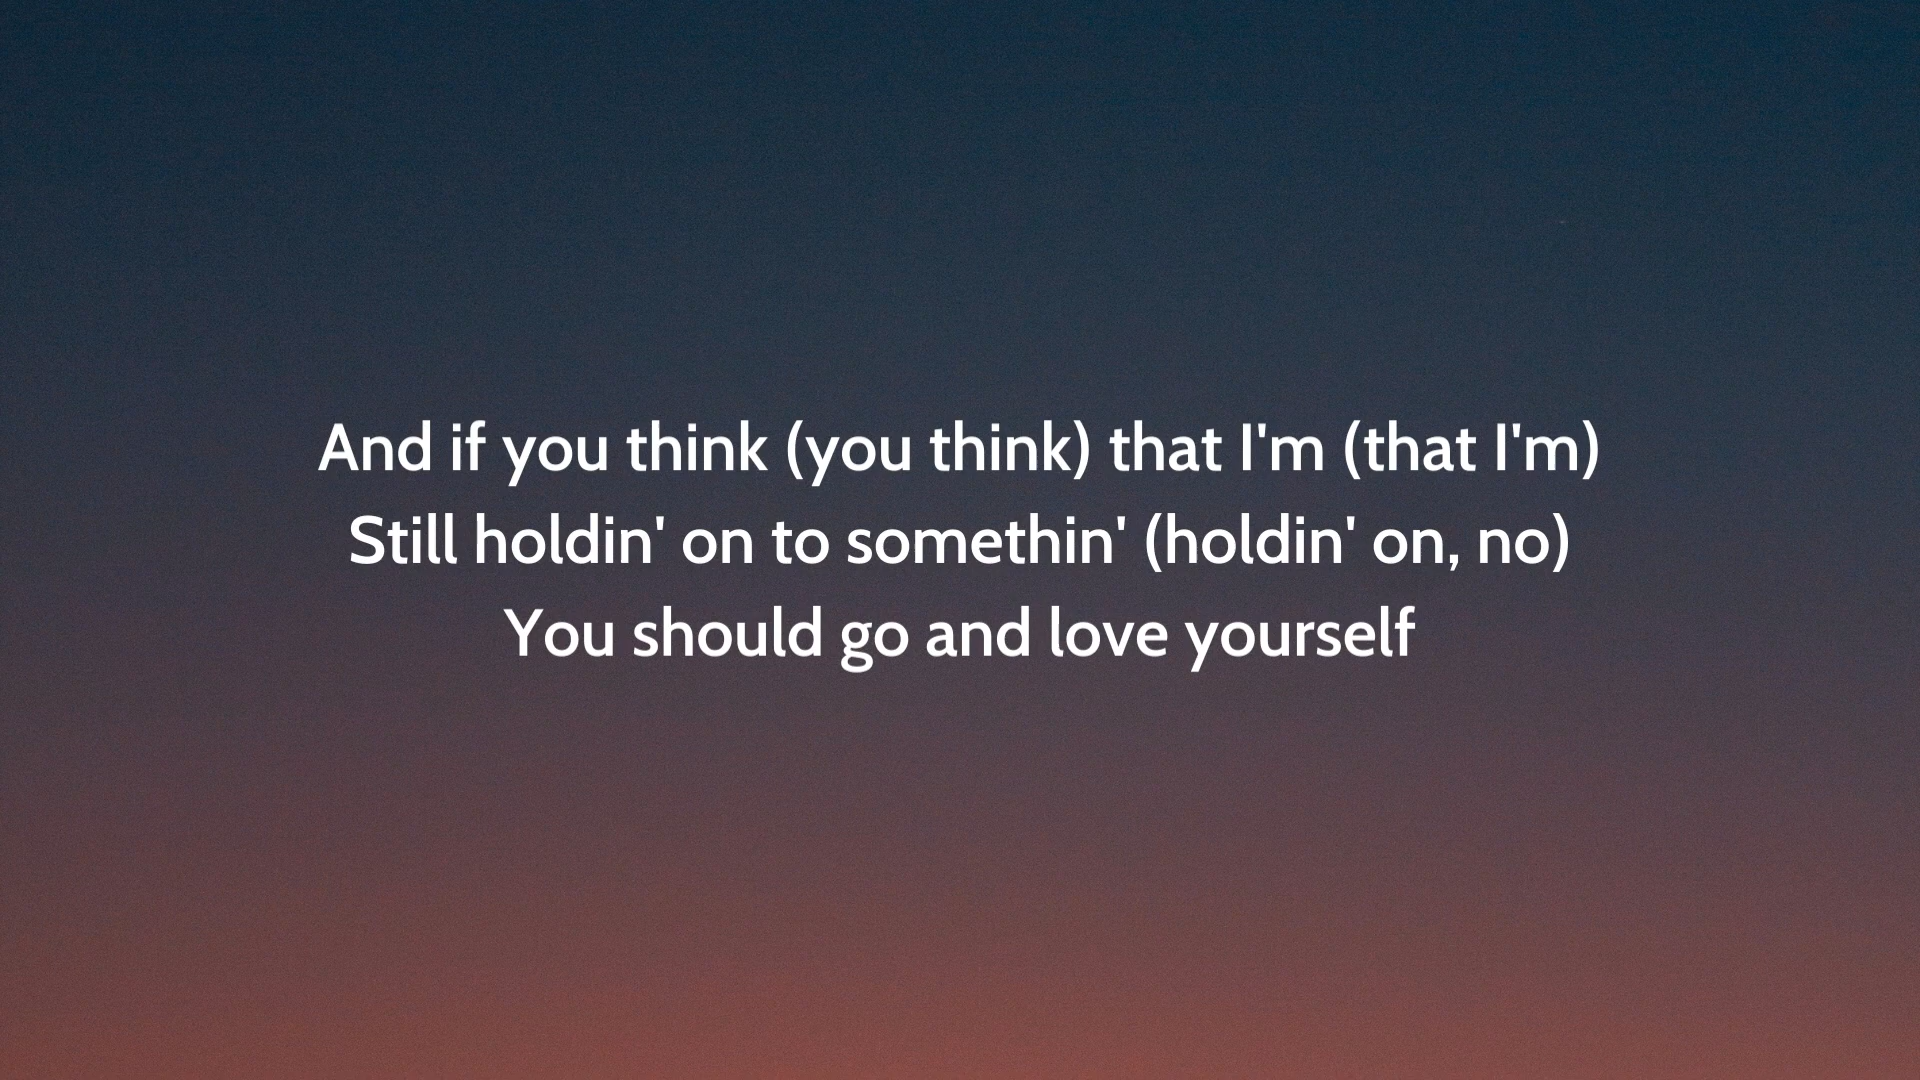 And if you think (you think) that I'm (that I'm)
Still holdin' on to somethin' (holdin' on, no)
You should go and love yourself